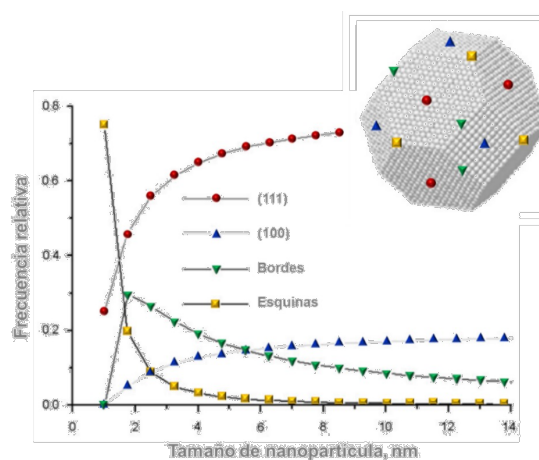 0.8
0.6
0.4
0.2
0.0
Frecuencia relativa
(111)
(100)
Bordes
Esquinas
0 2 4 6 8 10 12 14
Tamaño de nanopartícula, nm